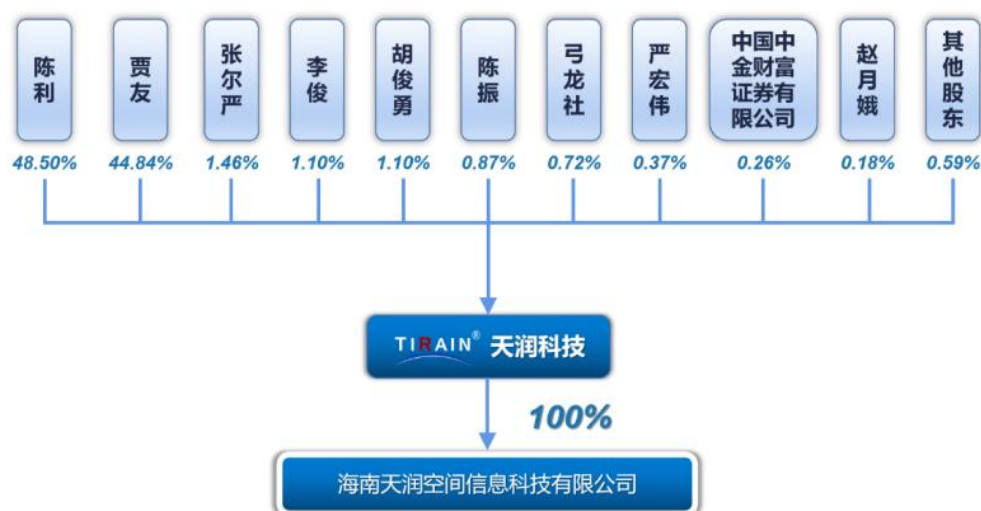 陈利
贾友
张尔严
李俊
胡俊勇
陈振
弓龙社
严宏伟
中国中
金财富
证券有
限公司
赵月娥
其他股东
48.50%
44.84%
1.46%
1.10%
1.10%
0.87%
0.72%
0.37%
0.26%
0.18%
0.59%
TIRAIN® 天润科技
100%
海南天润空间信息科技有限公司